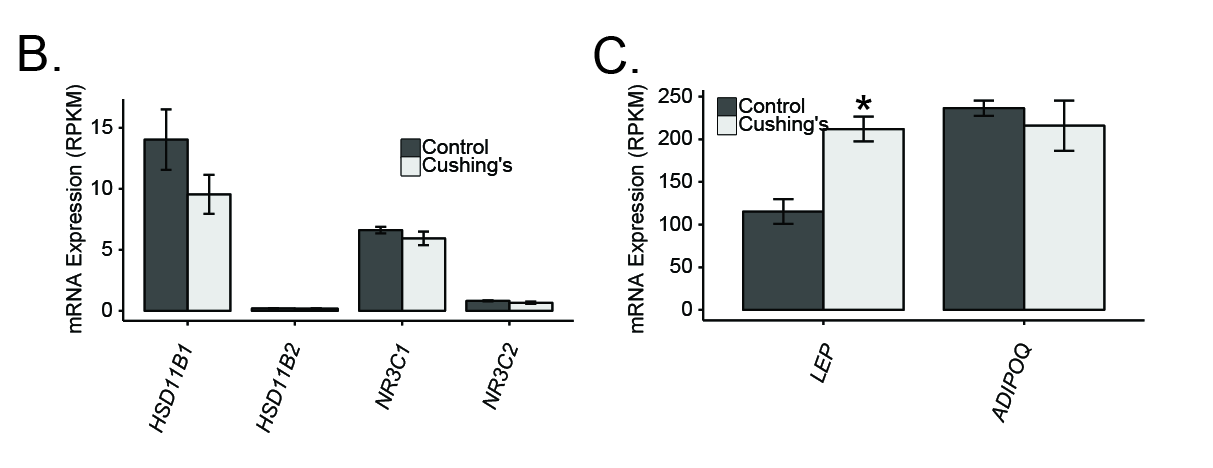 B.
mRNA Expression (RPKM)
15
10
5
0
Control
Cushing's
HSD11B1
HSD11B2
NR3C1
NR3C2
C.
mRNA Expression (RPKM)
250
200
150
100
50
0
Control
Cushing's
*
LEP
ADIPOQ